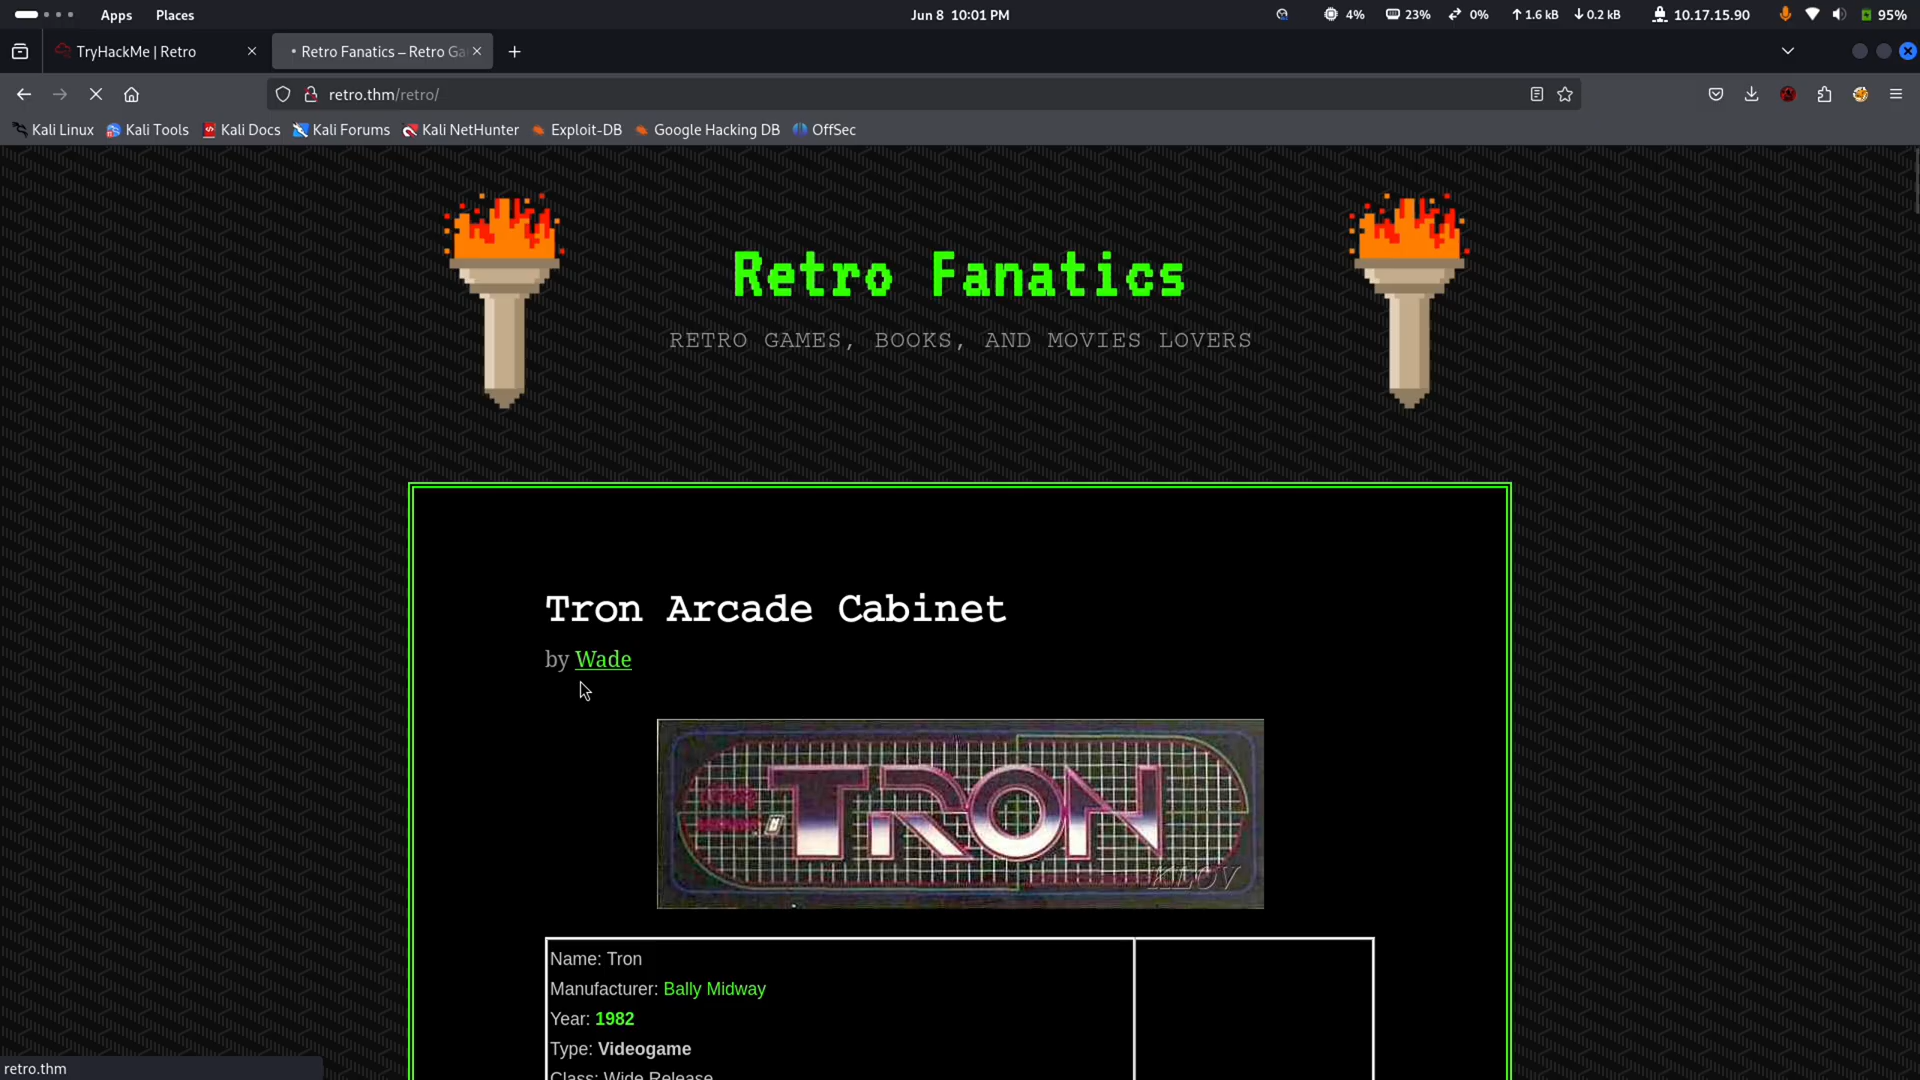 Apps Places Jun 8 10:01 PM 4% 23% 0% 1.6 kB 0.2 kB 10.17.15.90 95%
TryHackMe | Retro Retro Fanatics – Retro Ga
retro.thm/retro/
Kali Linux Kali Tools Kali Docs Kali Forums Kali NetHunter Exploit-DB Google Hacking DB OffSec
Retro Fanatics
RETRO GAMES, BOOKS, AND MOVIES LOVERS
Tron Arcade Cabinet
by Wade
TRON
KLOV
Name: Tron
Manufacturer: Bally Midway
Year: 1982
Type: Videogame
Class: Wide Release
retro.thm